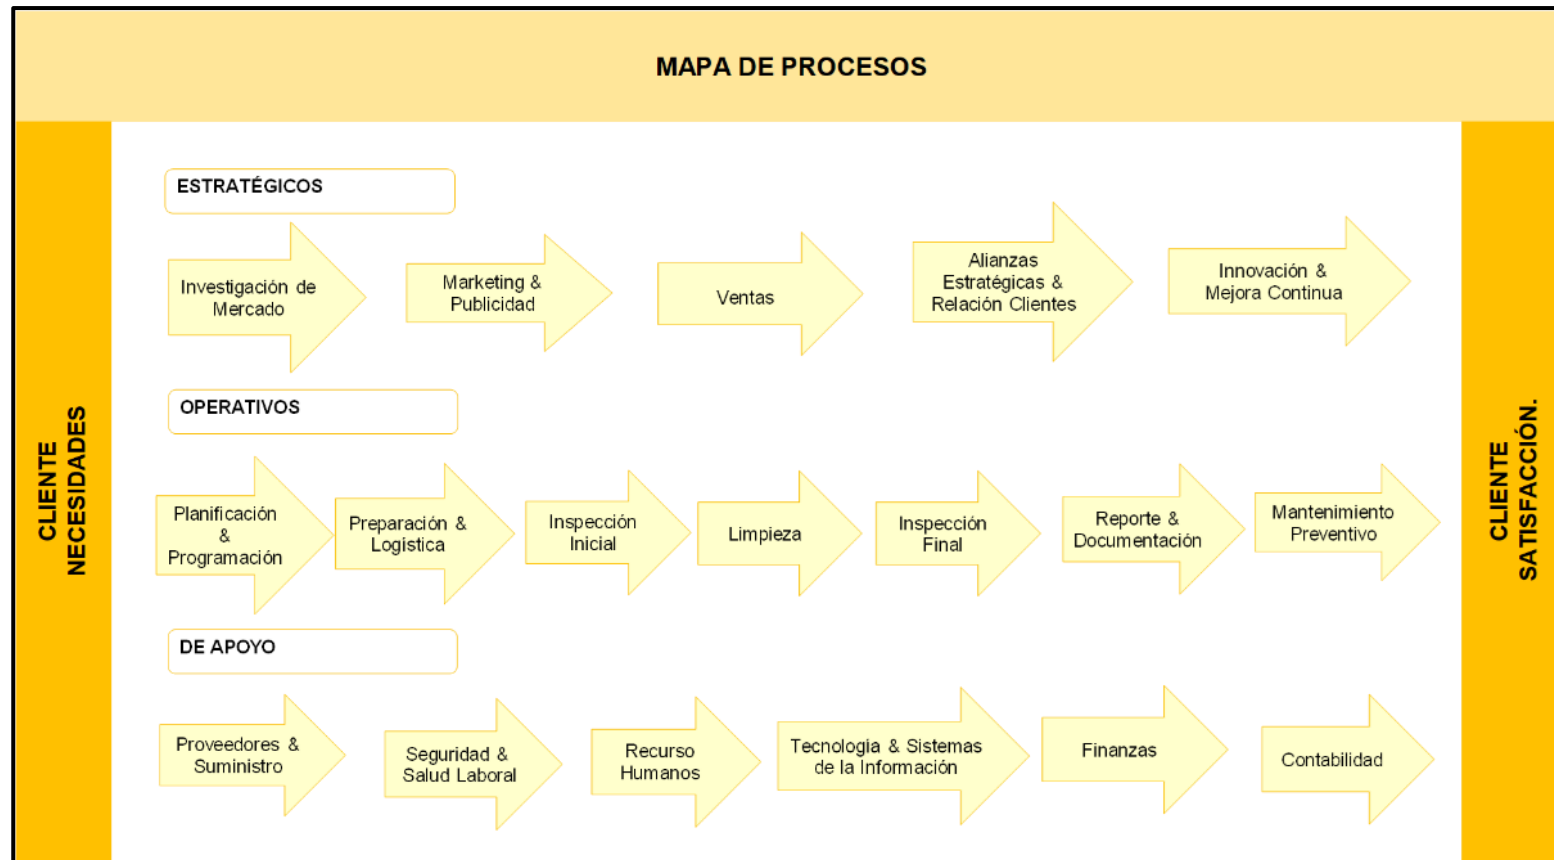 MAPA DE PROCESOS
CLIENTE
NECESIDADES
ESTRATÉGICOS
Investigación de
Mercado
Marketing &
Publicidad
Ventas
Alianzas
Estratégicas &
Relación Clientes
Innovación &
Mejora Continua
OPERATIVOS
Planificación
&
Programación
Preparación &
Logística
Inspección
Inicial
Limpieza
Inspección
Final
Reporte &
Documentación
Mantenimiento
Preventivo
DE APOYO
Proveedores &
Suministro
Seguridad &
Salud Laboral
Recurso
Humanos
Tecnologia & Sistemas
de la Información
Finanzas
Contabilidad
CLIENTE
SATISFACCIÓN.